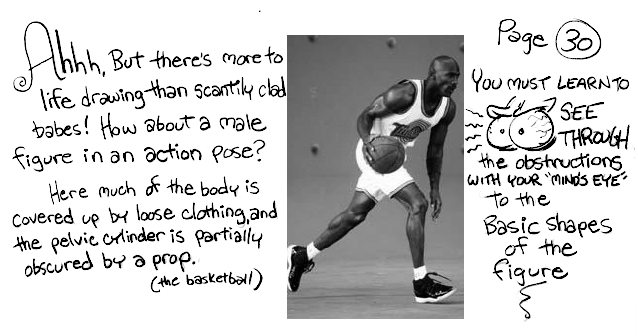 Ahhh, But there's more to
life drawing than scantily clad
babes! How about a male
figure in an action pose?
Here much of the body is
covered up by loose clothing, and
the pelvic cylinder is partially
obscured by a prop.
(the basketball)
Page 30
YOU MUST LEARN TO
SEE
THROUGH
the obstructions
WITH YOUR "MIND'S EYE"
to the
Basic Shapes
of the
figure